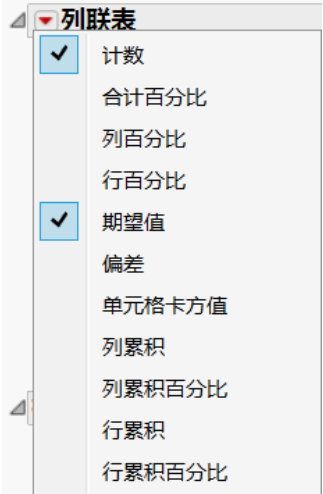 列联表
计数
合计百分比
列百分比
行百分比
期望值
偏差
单元格卡方值
列累积
列累积百分比
行累积
行累积百分比